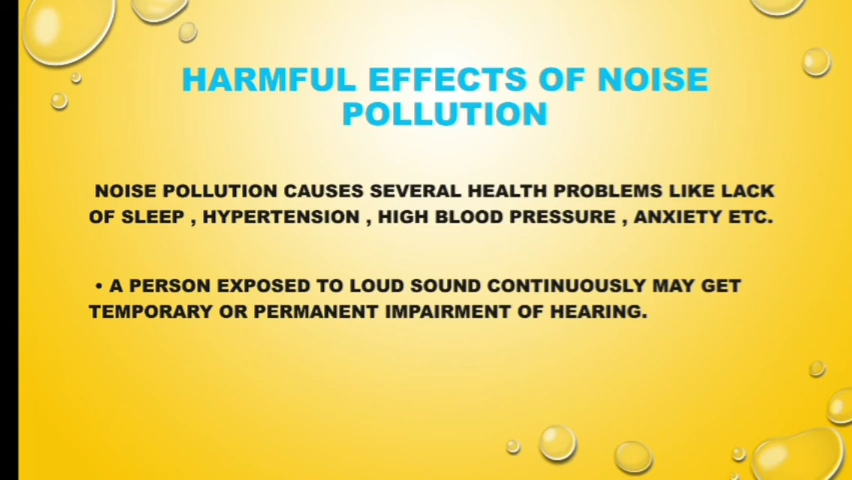 HARMFUL EFFECTS OF NOISE
POLLUTION
NOISE POLLUTION CAUSES SEVERAL HEALTH PROBLEMS LIKE LACK
OF SLEEP , HYPERTENSION , HIGH BLOOD PRESSURE , ANXIETY ETC.
• A PERSON EXPOSED TO LOUD SOUND CONTINUOUSLY MAY GET
TEMPORARY OR PERMANENT IMPAIRMENT OF HEARING.